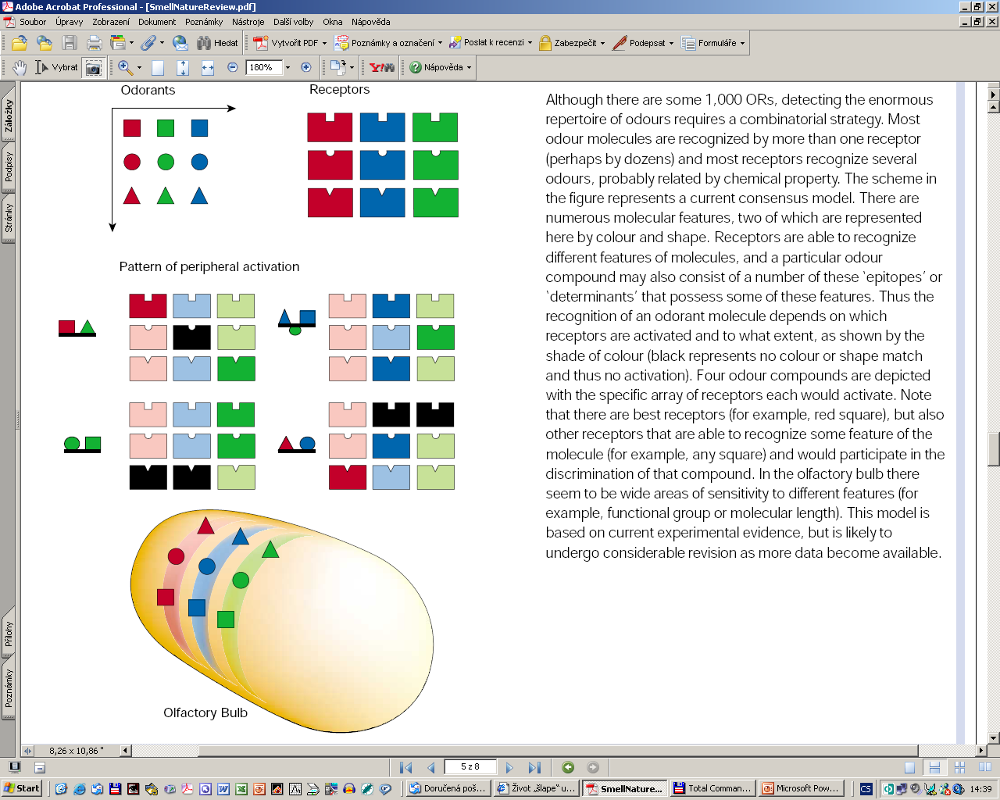 Adobe Acrobat Professional - [SmellNatureReview.pdf]
Soubor Úpravy Zobrazení Dokument Poznámky Nástroje Další volby Okna Nápověda
Hledat Vytvořit PDF Poznámky a označení Poslat k recenzi Zabezpečit Podepsat Formuláře
Vybrat 180% Y! Nápověda
Záložky
Podpisy
Stránky
Přílohy
Poznámky
Odorants
Receptors
Pattern of peripheral activation
Olfactory Bulb
Although there are some 1,000 ORs, detecting the enormous
repertoire of odours requires a combinatorial strategy. Most
odour molecules are recognized by more than one receptor
(perhaps by dozens) and most receptors recognize several
odours, probably related by chemical property. The scheme in
the figure represents a current consensus model. There are
numerous molecular features, two of which are represented
here by colour and shape. Receptors are able to recognize
different features of molecules, and a particular odour
compound may also consist of a number of these ‘epitopes’ or
‘determinants’ that possess some of these features. Thus the
recognition of an odorant molecule depends on which
receptors are activated and to what extent, as shown by the
shade of colour (black represents no colour or shape match
and thus no activation). Four odour compounds are depicted
with the specific array of receptors each would activate. Note
that there are best receptors (for example, red square), but also
other receptors that are able to recognize some feature of the
molecule (for example, any square) and would participate in the
discrimination of that compound. In the olfactory bulb there
seem to be wide areas of sensitivity to different features (for
example, functional group or molecular length). This model is
based on current experimental evidence, but is likely to
undergo considerable revision as more data become available.
8,26 x 10,86 "
5 z 8
Start Doručená poš... Život „šlape” u... SmellNature... Total Comman... Microsoft Pow... CS 14:39